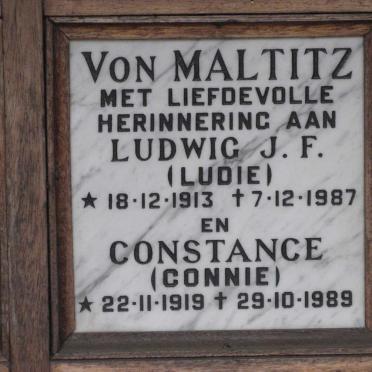 VON MALTITZ
MET LIEFDEVOLLE
HERINNERING AAN
LUDWIG J. F.
(LUDIE)
★ 18·12·1913 ✝ 7·12·1987
EN
CONSTANCE
(CONNIE)
★ 22·11·1919 ✝ 29·10·1989